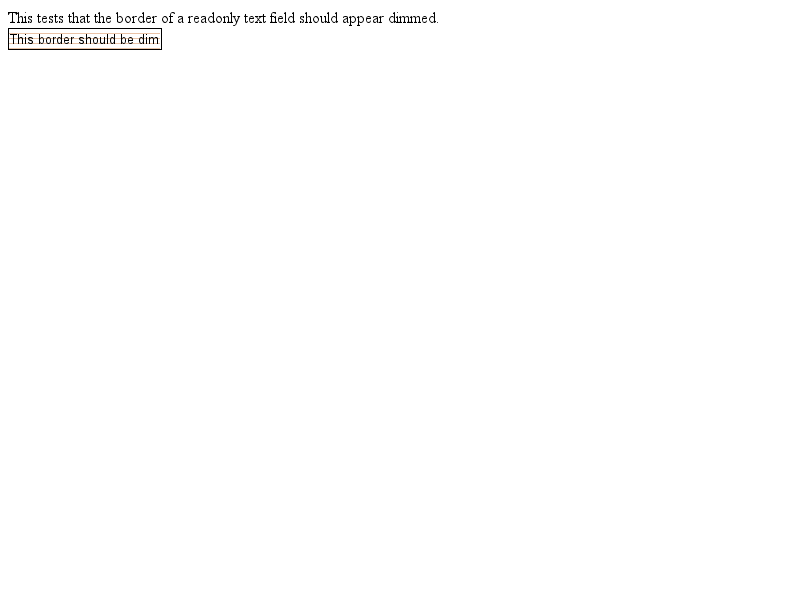 This tests that the border of a readonly text field should appear dimmed.
This border should be dim